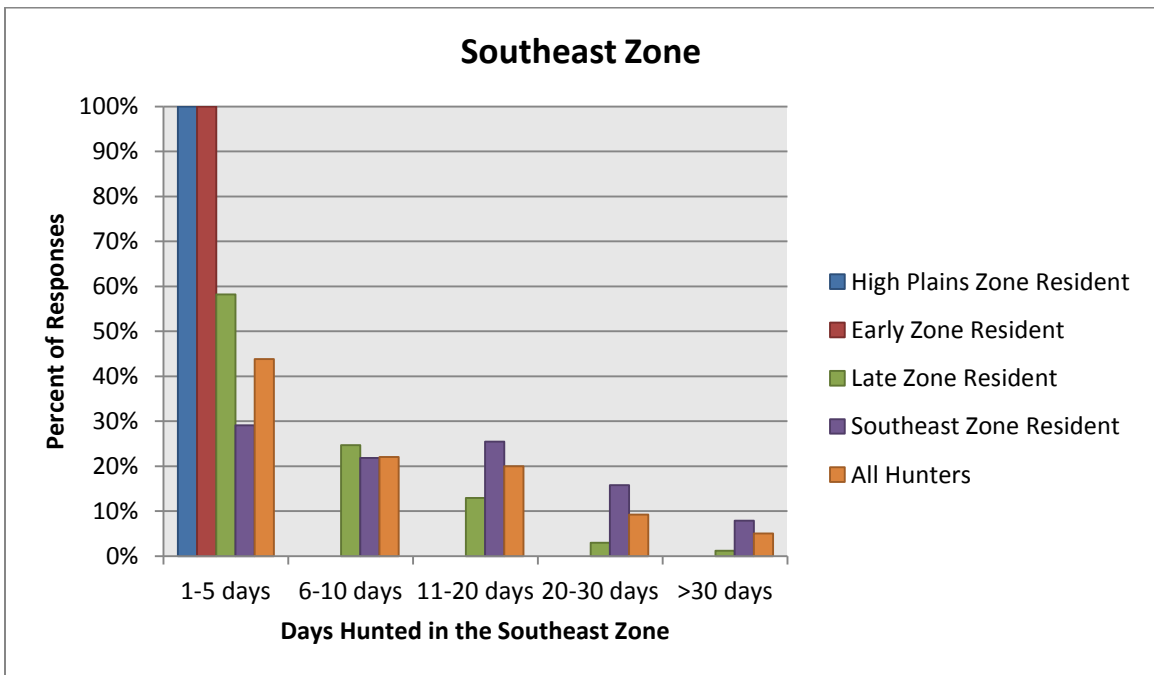 Southeast Zone
Percent of Responses
100%
90%
80%
70%
60%
50%
40%
30%
20%
10%
0%
1-5 days 6-10 days 11-20 days 20-30 days >30 days
Days Hunted in the Southeast Zone
High Plains Zone Resident
Early Zone Resident
Late Zone Resident
Southeast Zone Resident
All Hunters